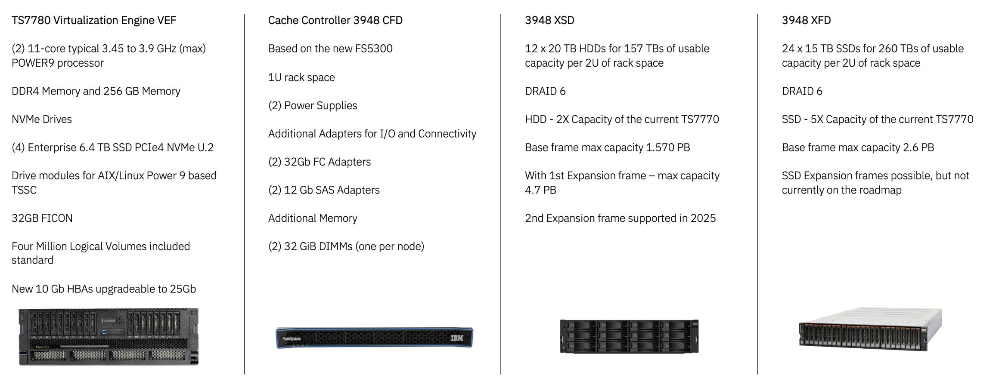 TS7780 Virtualization Engine VEF
(2) 11-core typical 3.45 to 3.9 GHz (max)
POWER9 processor
DDR4 Memory and 256 GB Memory
NVMe Drives
(4) Enterprise 6.4 TB SSD PCIe4 NVMe U.2
Drive modules for AIX/Linux Power 9 based
TSSC
32GB FICON
Four Million Logical Volumes included
standard
New 10 Gb HBAs upgradeable to 25Gb
IBM
Cache Controller 3948 CFD
Based on the new FS5300
1U rack space
(2) Power Supplies
Additional Adapters for I/O and Connectivity
(2) 32Gb FC Adapters
(2) 12 Gb SAS Adapters
Additional Memory
(2) 32 GiB DIMMs (one per node)
FlashSystem
IBM
3948 XSD
12 x 20 TB HDDs for 157 TBs of usable
capacity per 2U of rack space
DRAID 6
HDD - 2X Capacity of the current TS7770
Base frame max capacity 1.570 PB
With 1st Expansion frame – max capacity
4.7 PB
2nd Expansion frame supported in 2025
IBM
3948 XFD
24 x 15 TB SSDs for 260 TBs of usable
capacity per 2U of rack space
DRAID 6
SSD - 5X Capacity of the current TS7770
Base frame max capacity 2.6 PB
SSD Expansion frames possible, but not
currently on the roadmap
IBM